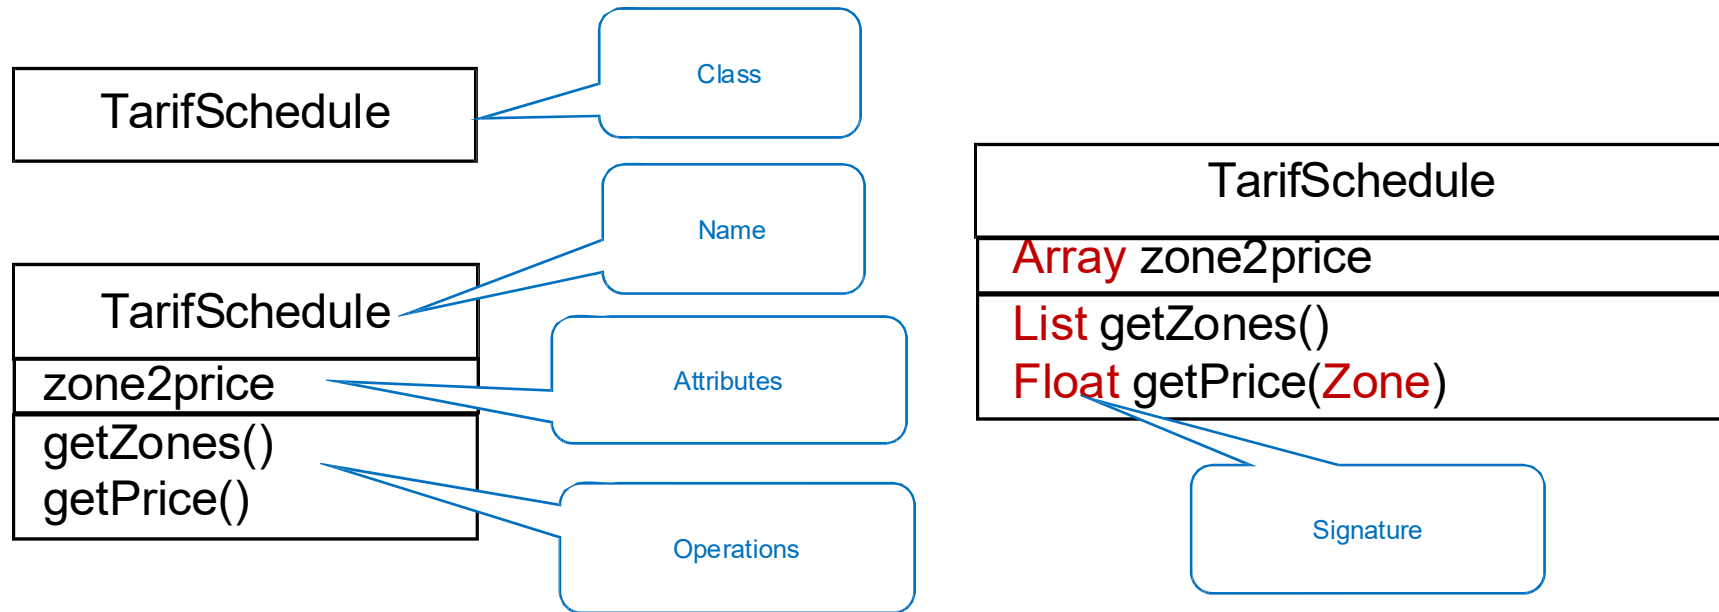 TarifSchedule
Class
TarifSchedule
Name
zone2price
Attributes
getZones()
getPrice()
Operations
TarifSchedule
Array zone2price
List getZones()
Float getPrice(Zone)
Signature